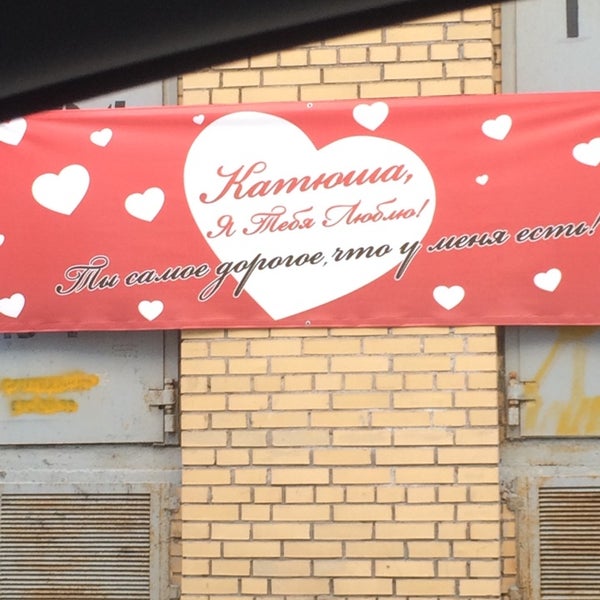 Катюша,
Я Тебя Люблю!
Ты самое дорогое, что у меня есть!